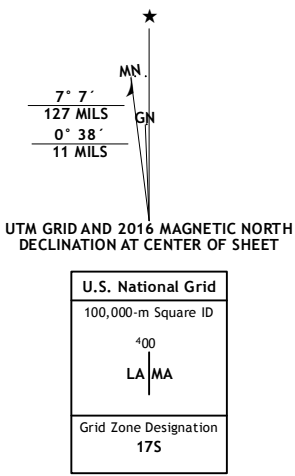 ★
MN
7° 7´
127 MILS
GN
0° 38´
11 MILS
UTM GRID AND 2016 MAGNETIC NORTH
DECLINATION AT CENTER OF SHEET
U.S. National Grid
100,000-m Square ID
⁴00
LA MA
Grid Zone Designation
17S